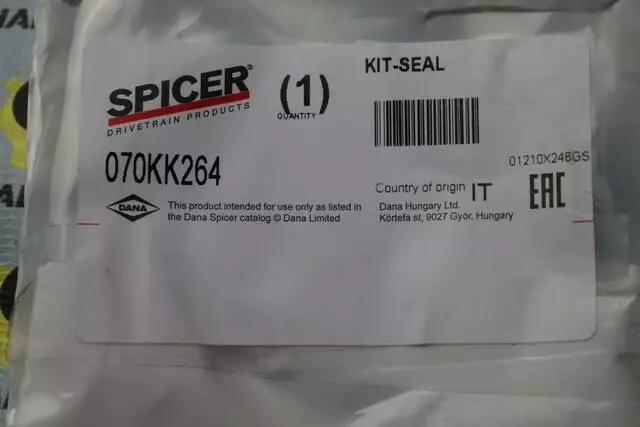 SPICER®
DRIVETRAIN PRODUCTS
(1)
QUANTITY
KIT-SEAL
070KK264
01210X246GS
Country of origin IT
EAC
DANA
This product intended for use only as listed in
the Dana Spicer catalog © Dana Limited
Dana Hungary Ltd.
Körtefa st, 9027 Győr, Hungary